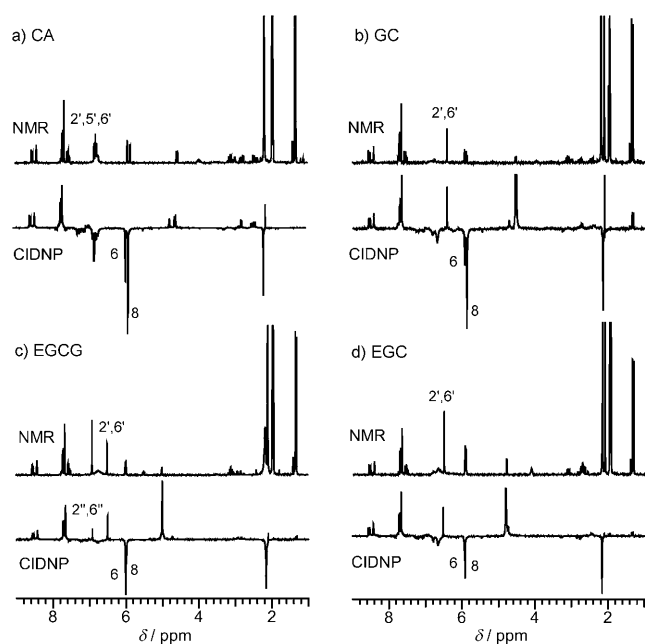 a) CA
NMR
2',5',6'
CIDNP
6
8
b) GC
NMR
2',6'
CIDNP
6
8
c) EGCG
NMR
2',6'
2'',6''
CIDNP
6
8
8 6 4 2
δ / ppm
d) EGC
NMR
2',6'
CIDNP
6
8
8 6 4 2
δ / ppm